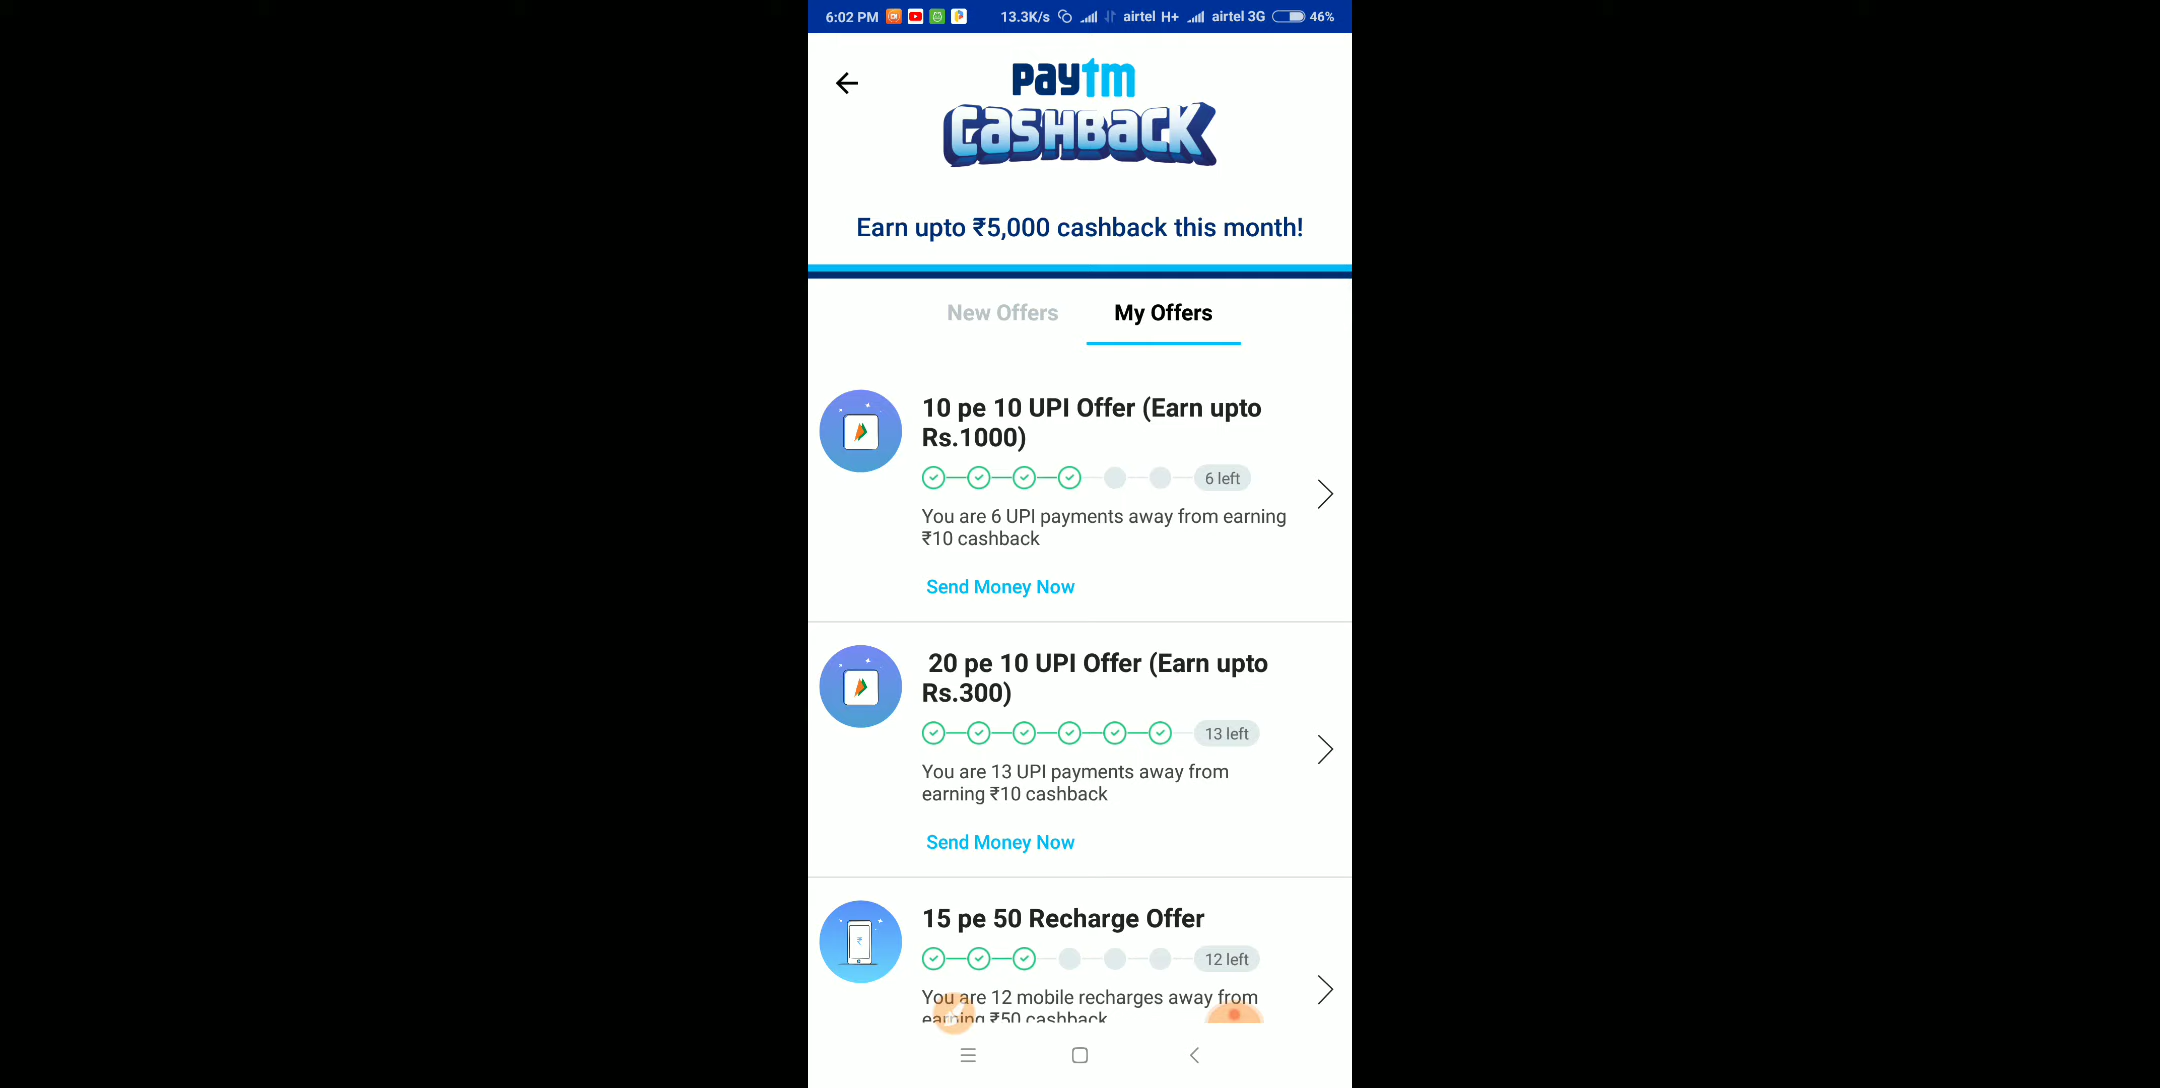 6:02 PM 13.3K/s airtel H+ airtel 3G 46%
paytm
CASHBACK
Earn upto ₹5,000 cashback this month!
New Offers My Offers
10 pe 10 UPI Offer (Earn upto
Rs.1000)
6 left
You are 6 UPI payments away from earning
₹10 cashback
Send Money Now
20 pe 10 UPI Offer (Earn upto
Rs.300)
13 left
You are 13 UPI payments away from
earning ₹10 cashback
Send Money Now
15 pe 50 Recharge Offer
12 left
You are 12 mobile recharges away from
earning ₹50 cashback